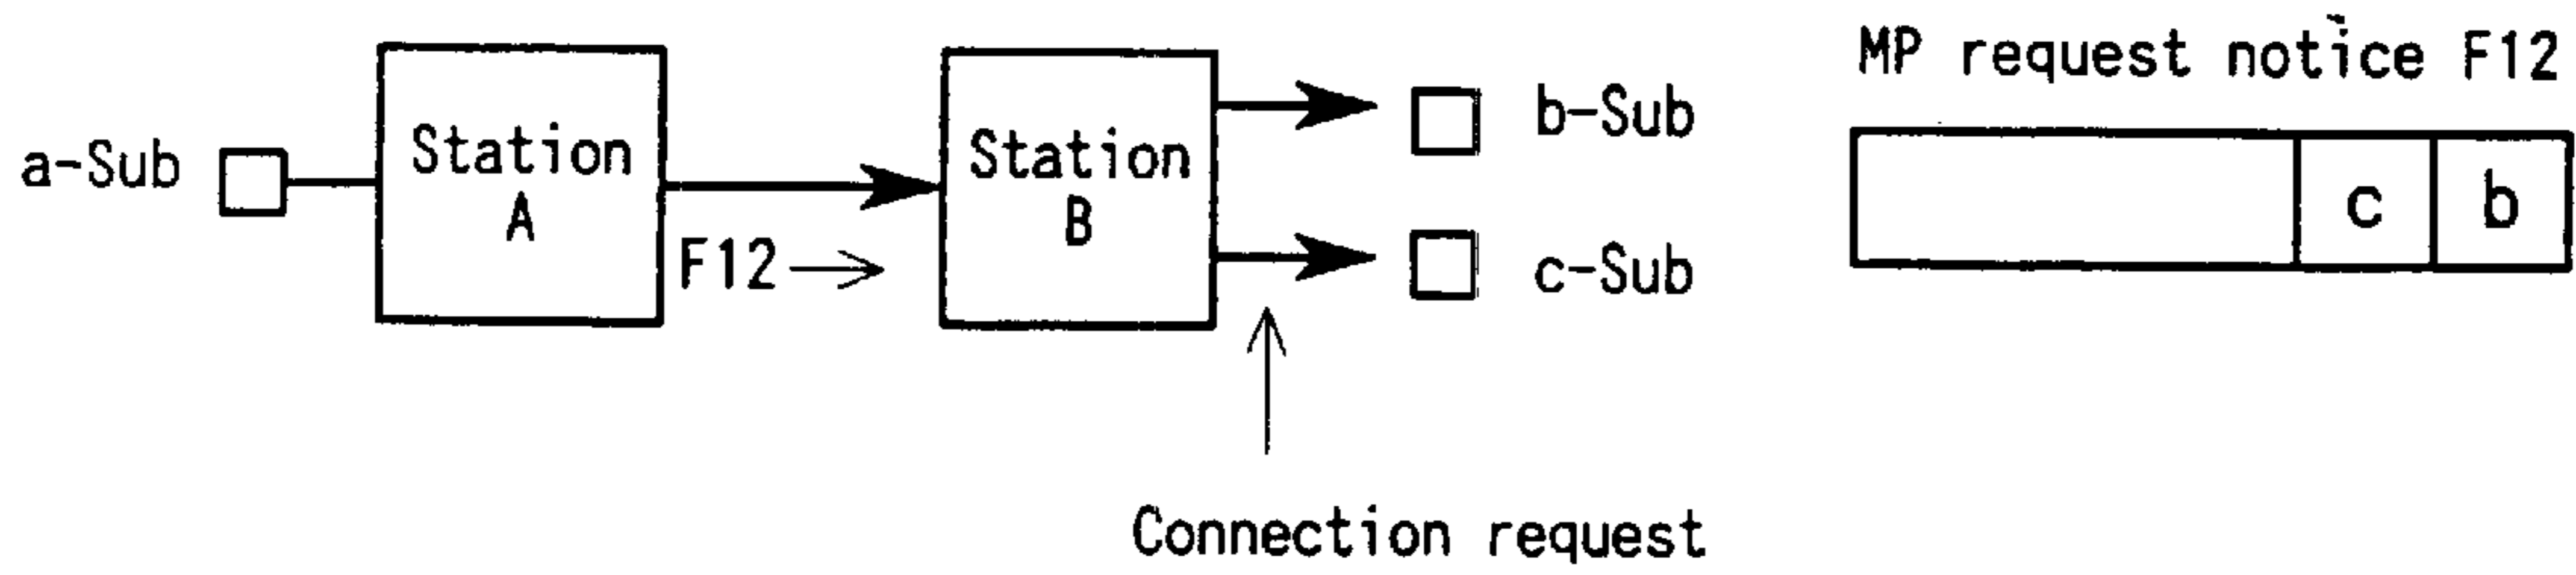 a-Sub
Station
A
F12
Station
B
b-Sub
c-Sub
Connection request
MP request notice F12
c b